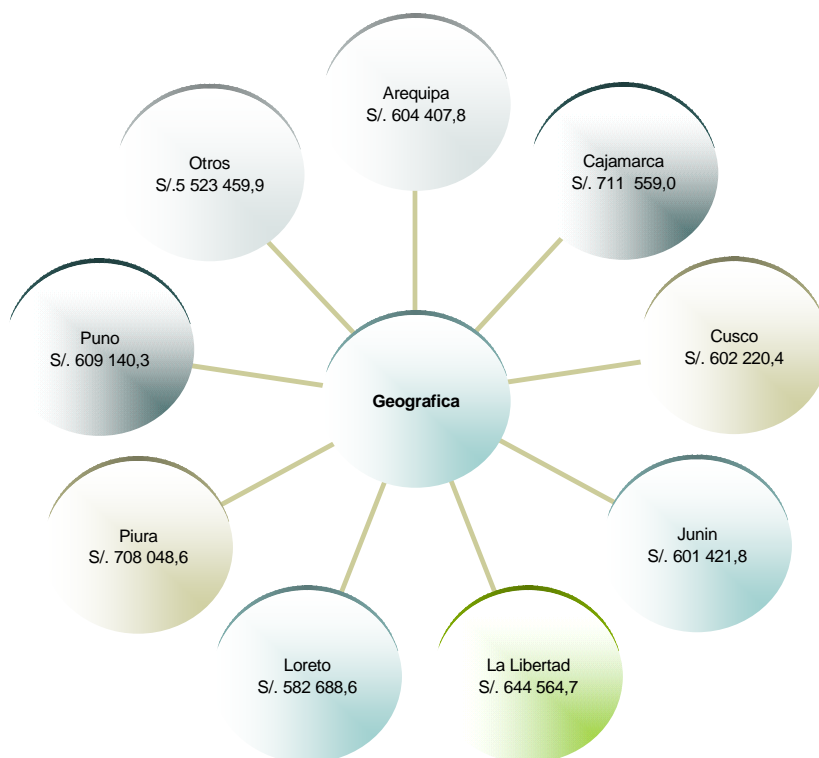 Arequipa
S/. 604 407,8
Cajamarca
S/. 711 559,0
Otros
S/.5 523 459,9
Cusco
S/. 602 220,4
Puno
S/. 609 140,3
Geografica
Junin
S/. 601 421,8
Piura
S/. 708 048,6
Loreto
S/. 582 688,6
La Libertad
S/. 644 564,7